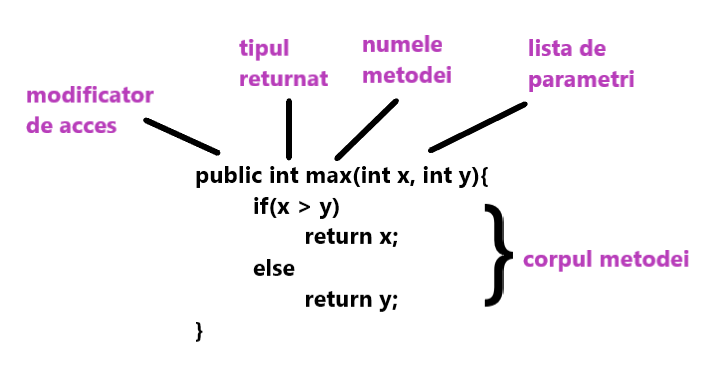 tipul
returnat
numele
metodei
lista de
parametri
modificator
de acces
public int max(int x, int y){
if(x > y)
return x;
else
return y;
}
}
corpul metodei